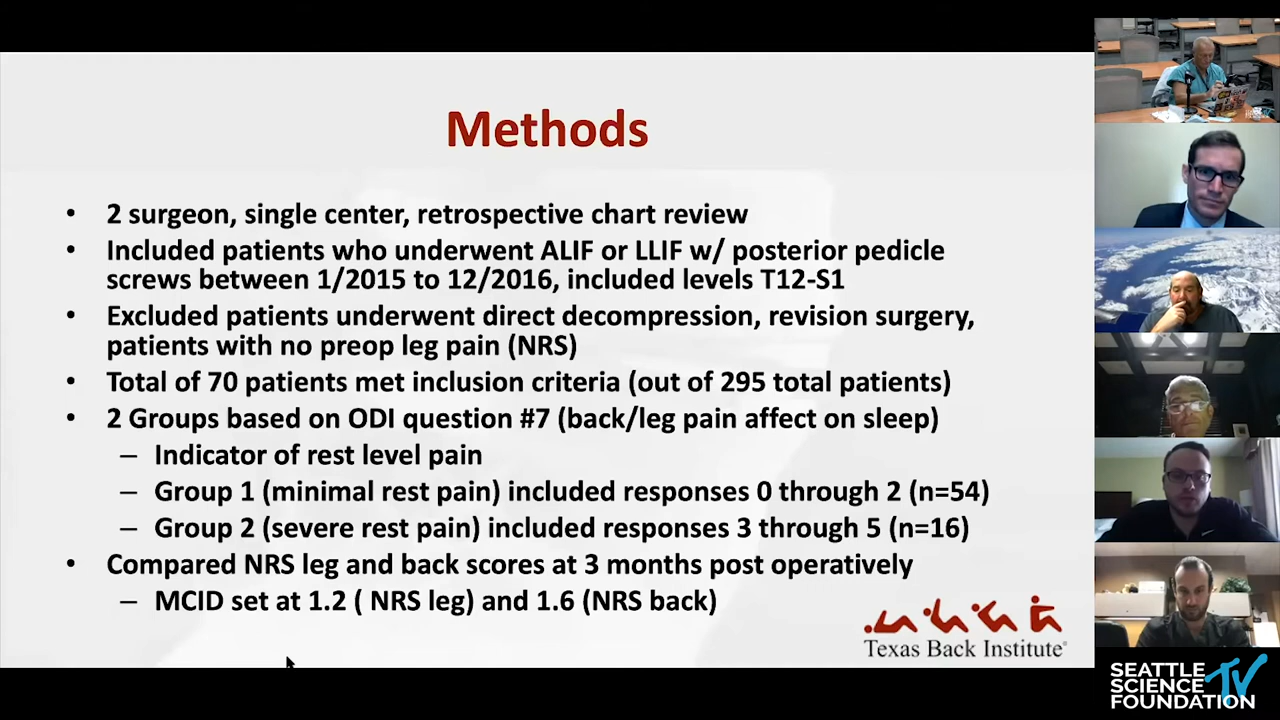 Methods
• 2 surgeon, single center, retrospective chart review
• Included patients who underwent ALIF or LLIF w/ posterior pedicle
screws between 1/2015 to 12/2016, included levels T12-S1
• Excluded patients underwent direct decompression, revision surgery,
patients with no preop leg pain (NRS)
• Total of 70 patients met inclusion criteria (out of 295 total patients)
• 2 Groups based on ODI question #7 (back/leg pain affect on sleep)
– Indicator of rest level pain
– Group 1 (minimal rest pain) included responses 0 through 2 (n=54)
– Group 2 (severe rest pain) included responses 3 through 5 (n=16)
• Compared NRS leg and back scores at 3 months post operatively
– MCID set at 1.2 ( NRS leg) and 1.6 (NRS back)
Texas Back Institute®
SEATTLE
SCIENCE
FOUNDATION
TV